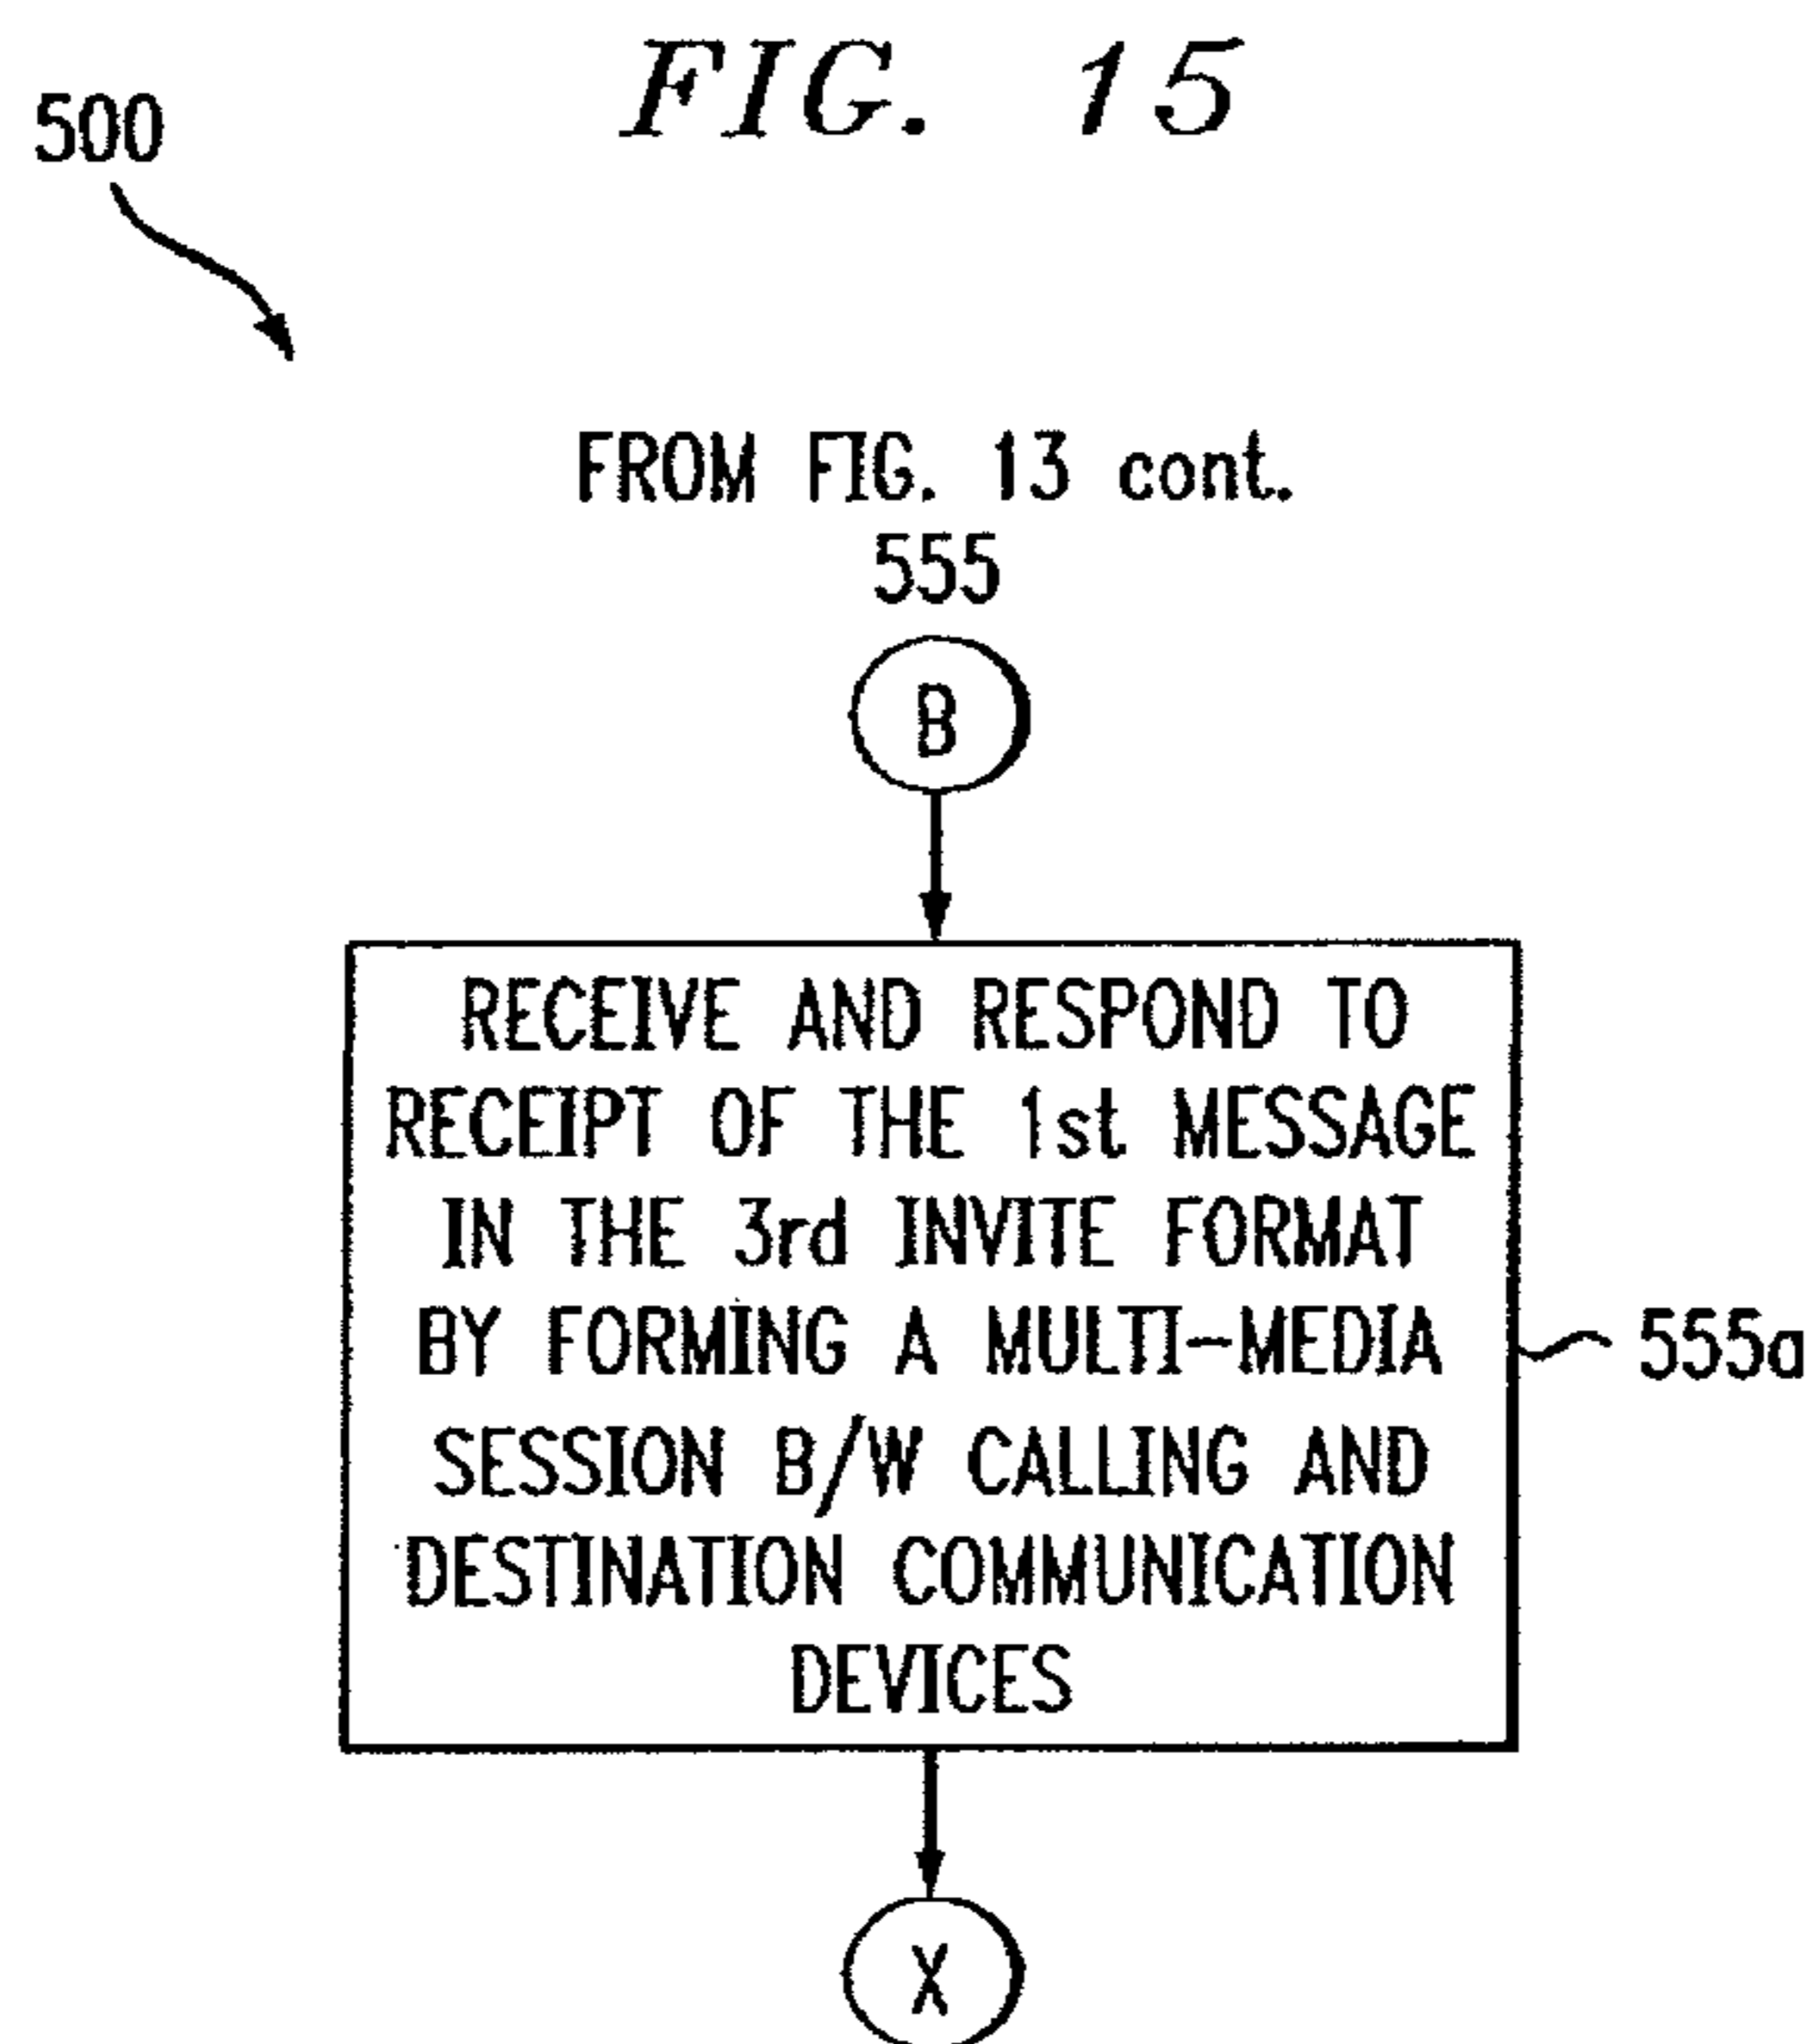 FIG. 15
500
FROM FIG. 13 cont.
555
B
RECEIVE AND RESPOND TO
RECEIPT OF THE 1st MESSAGE
IN THE 3rd INVITE FORMAT
BY FORMING A MULTI-MEDIA
SESSION B/W CALLING AND
DESTINATION COMMUNICATION
DEVICES
555a
X